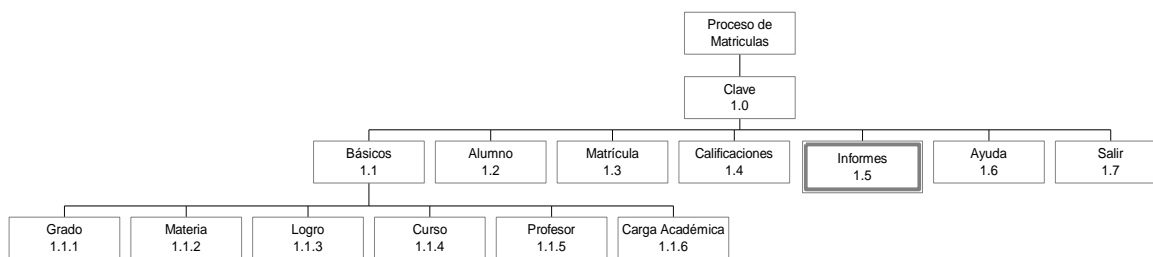 Proceso de
Matriculas
Clave
1.0
Básicos
1.1
Alumno
1.2
Matrícula
1.3
Calificaciones
1.4
Informes
1.5
Ayuda
1.6
Salir
1.7
Grado
1.1.1
Materia
1.1.2
Logro
1.1.3
Curso
1.1.4
Profesor
1.1.5
Carga Académica
1.1.6